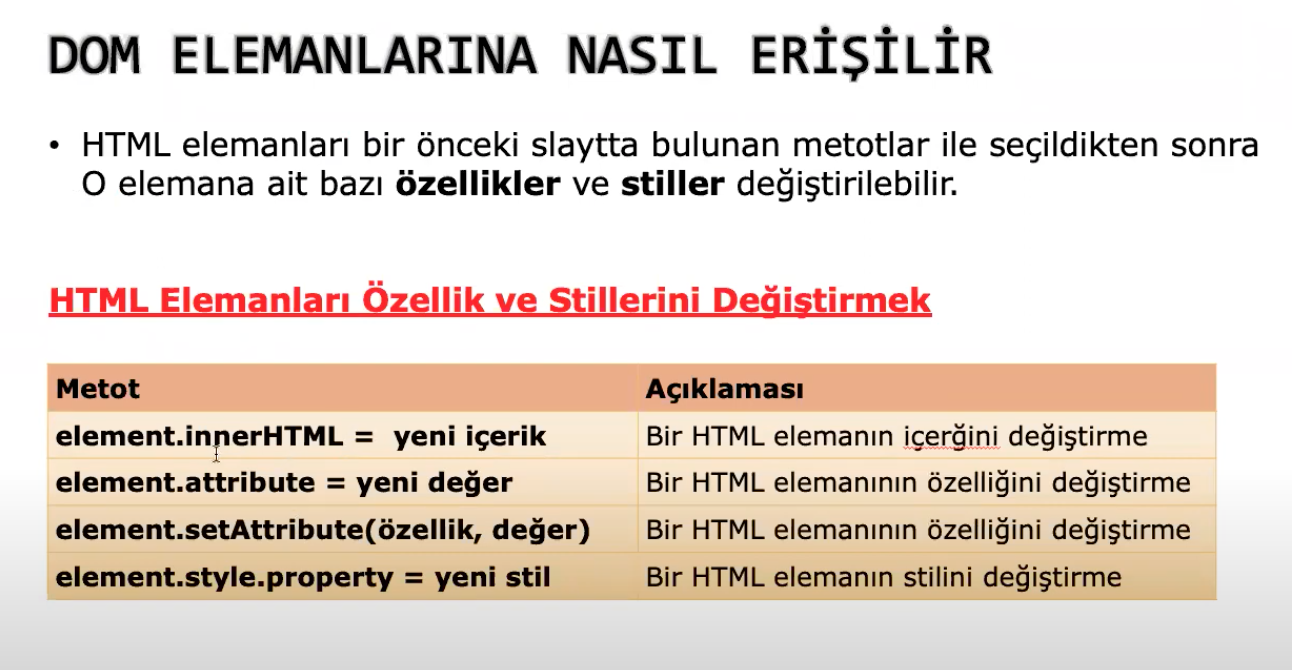 DOM ELEMANLARINA NASIL ERİŞİLİR
• HTML elemanları bir önceki slaytta bulunan metotlar ile seçildikten sonra
O elemana ait bazı özellikler ve stiller değiştirilebilir.
HTML Elemanları Özellik ve Stillerini Değiştirmek
Metot Açıklaması
element.innerHTML = yeni içerik Bir HTML elemanın içerğini değiştirme
element.attribute = yeni değer Bir HTML elemanının özelliğini değiştirme
element.setAttribute(özellik, değer) Bir HTML elemanının özelliğini değiştirme
element.style.property = yeni stil Bir HTML elemanın stilini değiştirme